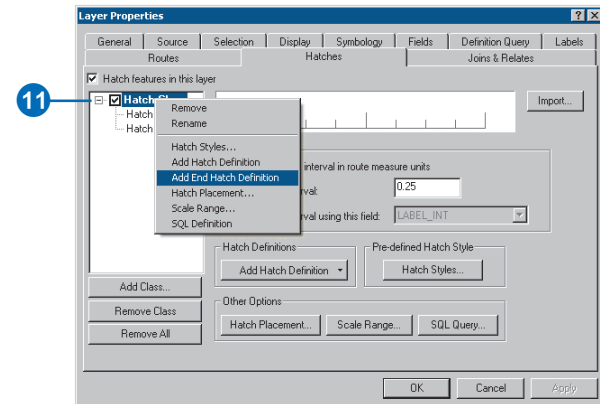 Layer Properties
General Source Selection Display Symbology Fields Definition Query Labels
Routes Hatches Joins & Relates
Hatch features in this layer
11
Import...
Hatch
Hatch
Remove
Rename
Hatch Styles...
Add Hatch Definition
Add End Hatch Definition
Hatch Placement...
Scale Range...
SQL Definition
interval in route measure units
0.25
using this field:
LABEL_INT
Hatch Definitions
Add Hatch Definition
Pre-defined Hatch Style
Hatch Styles...
Add Class...
Remove Class
Remove All
Other Options
Hatch Placement... Scale Range... SQL Query...
OK Cancel Apply